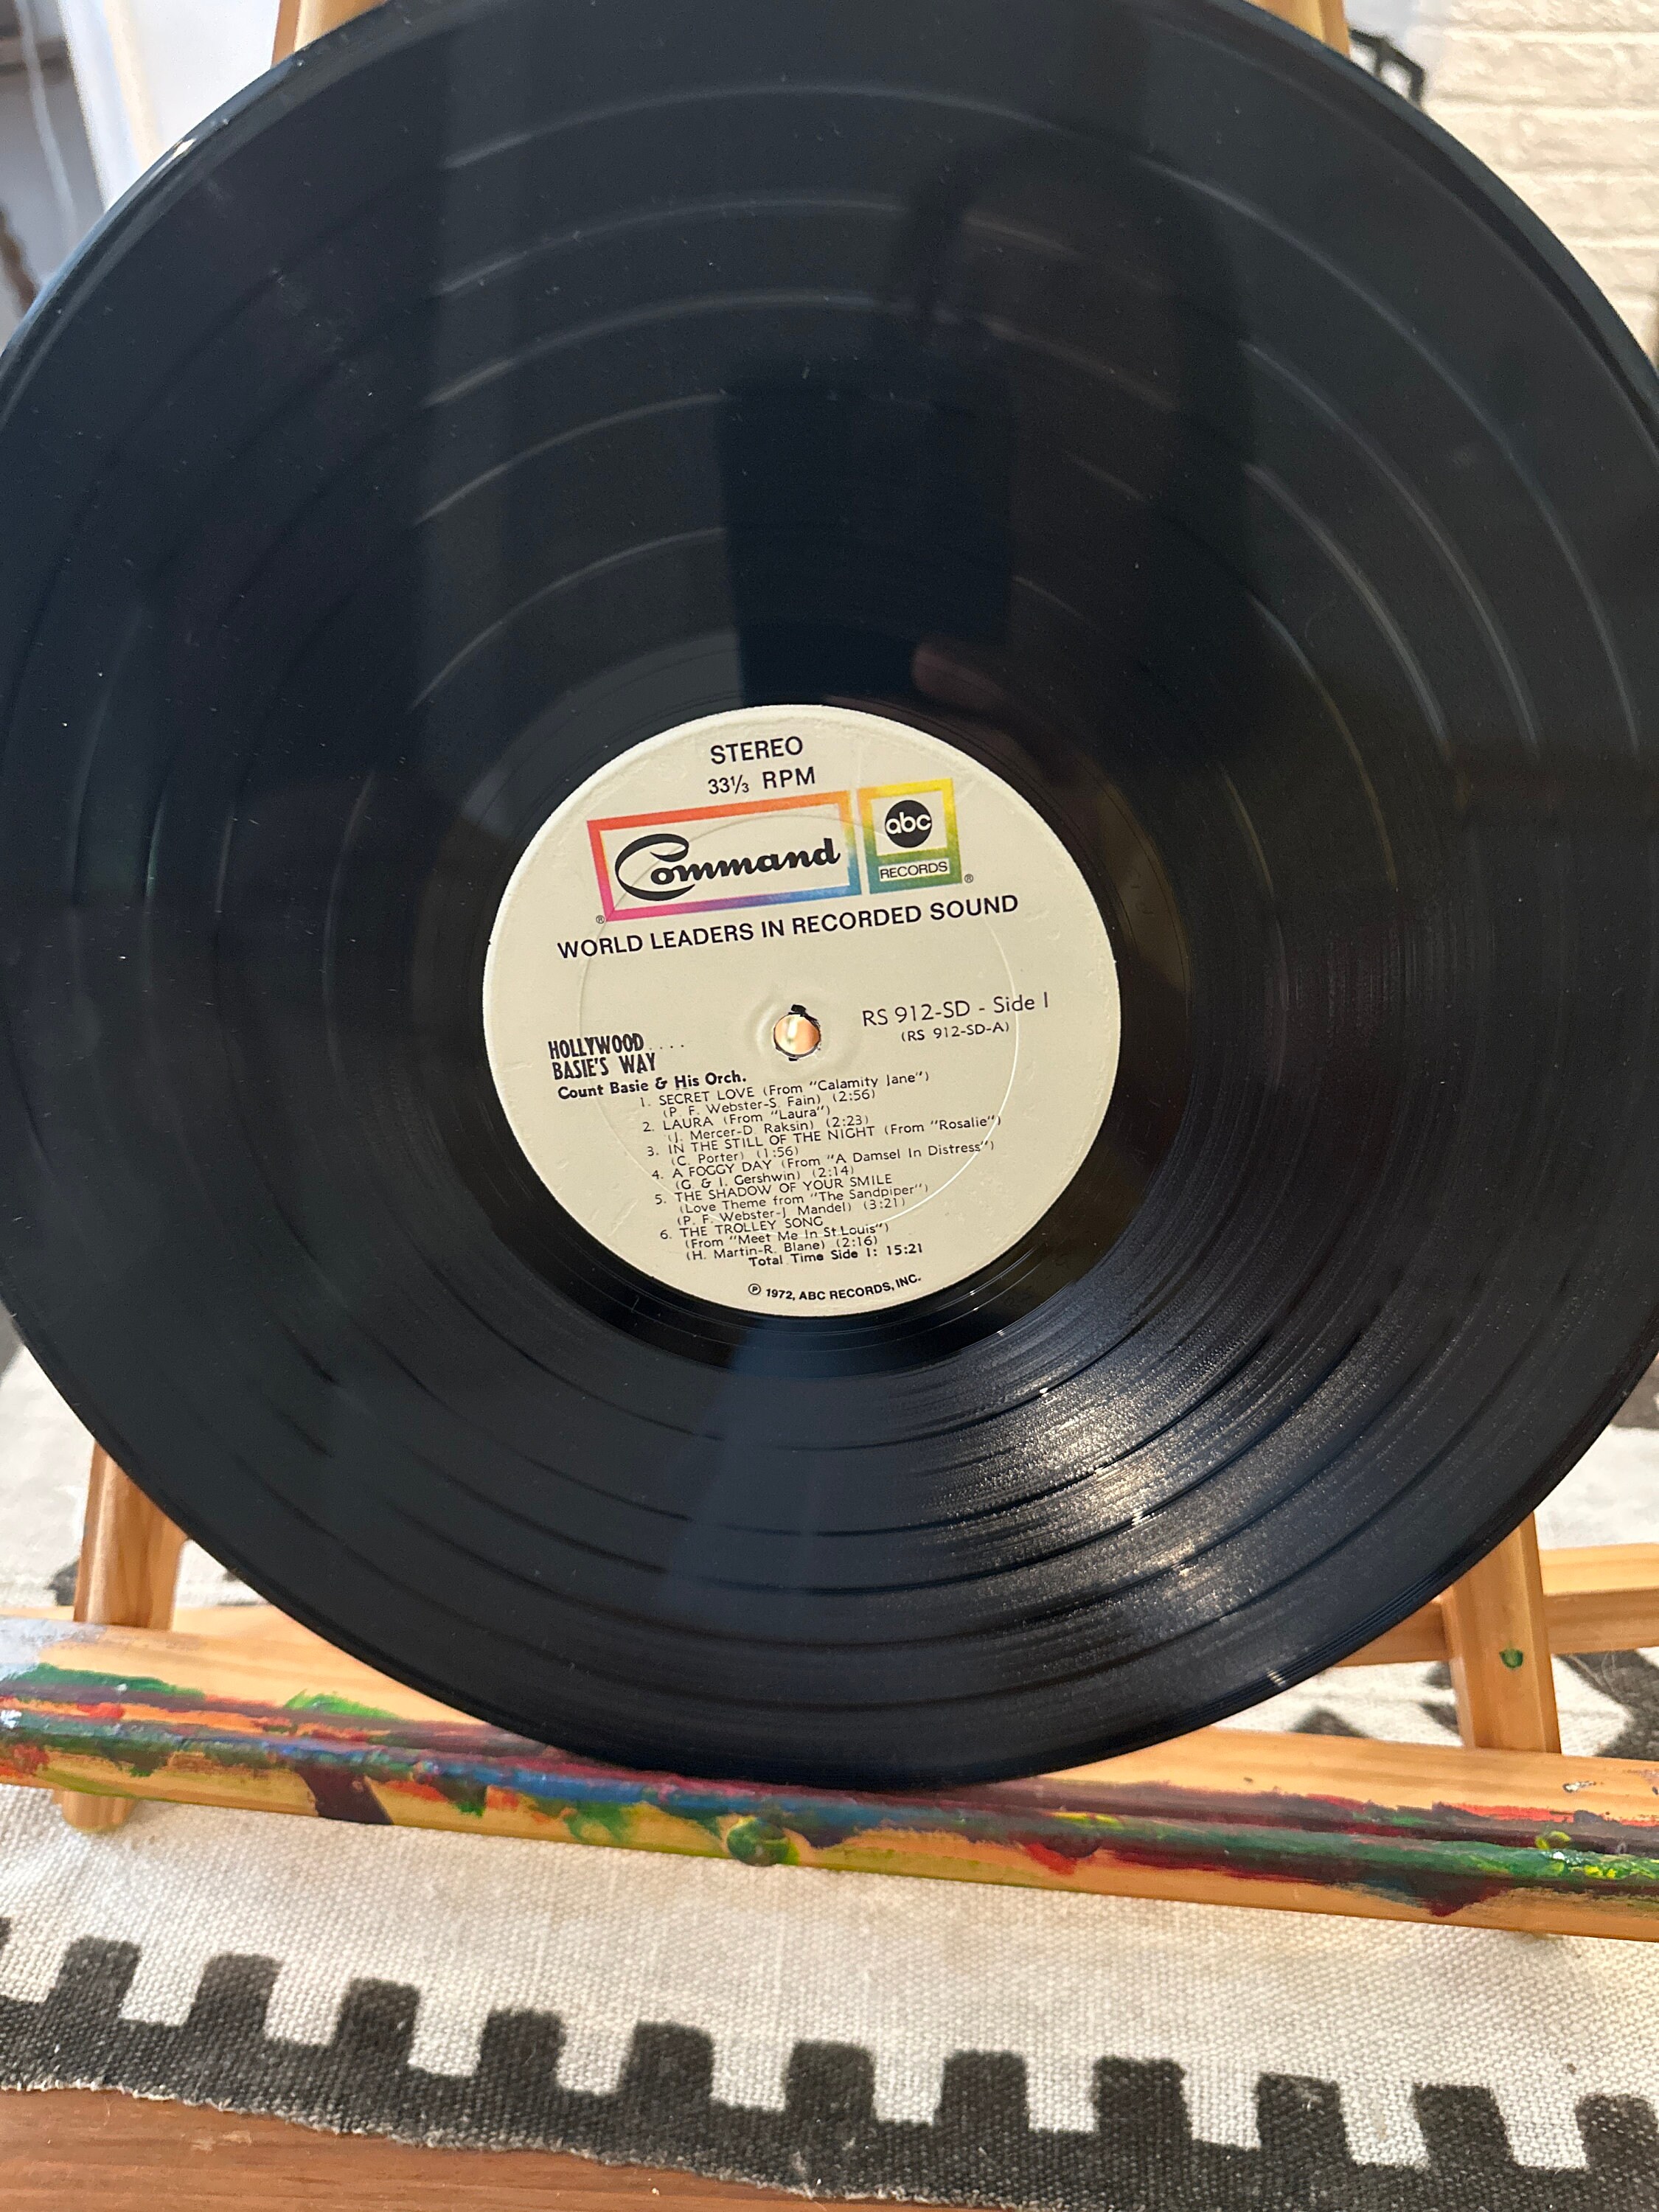 STEREO
33⅓ RPM
Command
abc
RECORDS ®
®
WORLD LEADERS IN RECORDED SOUND
RS 912-SD - Side 1
(RS 912-SD-A)
HOLLYWOOD ....
BASIE'S WAY
Count Basie & His Orch.
1. SECRET LOVE (From "Calamity Jane")
(P. F. Webster-S. Fain) (2:56)
2. LAURA (From "Laura")
(J. Mercer-D. Raksin) (2:23)
3. IN THE STILL OF THE NIGHT (From "Rosalie")
(C. Porter) (1:56)
4. A FOGGY DAY (From "A Damsel In Distress")
(G & I. Gershwin) (2:14)
5. THE SHADOW OF YOUR SMILE
(Love Theme from "The Sandpiper")
(P. F. Webster-J. Mandel) (3:21)
6. THE TROLLEY SONG
(From "Meet Me In St.Louis")
(H. Martin-R. Blane) (2:16)
Total Time Side 1: 15:21
℗ 1972, ABC RECORDS, INC.